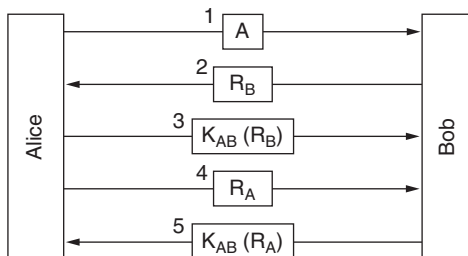 Alice
1
A
2
R_B
3
K_AB (R_B)
4
R_A
5
K_AB (R_A)
Bob